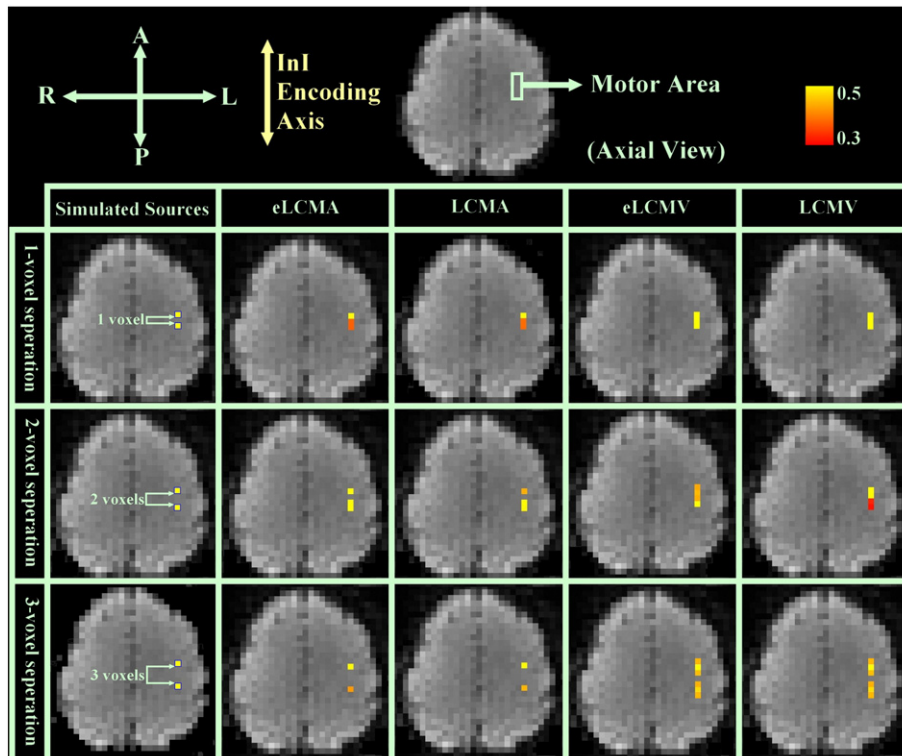 A
R
L
P
InI
Encoding
Axis
Motor Area
(Axial View)
0.5
0.3
Simulated Sources
eLCMA
LCMA
eLCMV
LCMV
1-voxel seperation
1 voxel
2-voxel seperation
2 voxels
3-voxel seperation
3 voxels